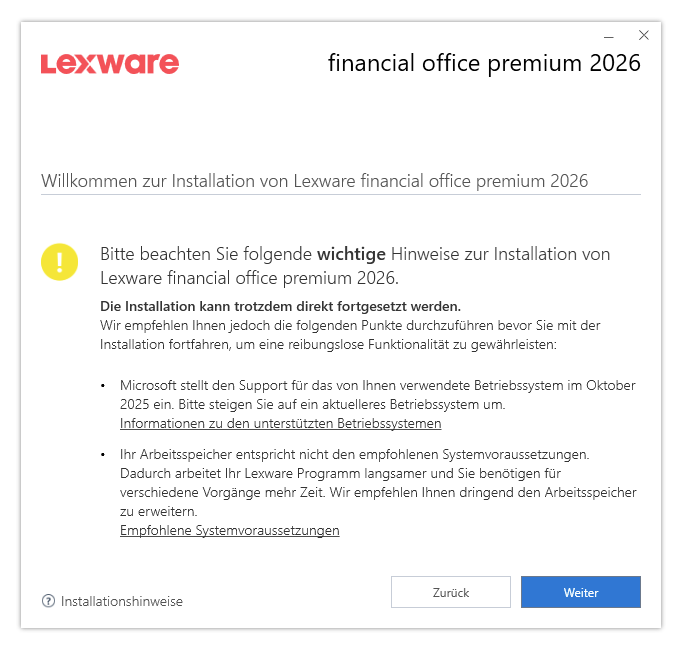 Lexware
financial office premium 2026
Willkommen zur Installation von Lexware financial office premium 2026
!
Bitte beachten Sie folgende wichtige Hinweise zur Installation von
Lexware financial office premium 2026.
Die Installation kann trotzdem direkt fortgesetzt werden.
Wir empfehlen Ihnen jedoch die folgenden Punkte durchzuführen bevor Sie mit der
Installation fortfahren, um eine reibungslose Funktionalität zu gewährleisten:
• Microsoft stellt den Support für das von Ihnen verwendete Betriebssystem im Oktober
2025 ein. Bitte steigen Sie auf ein aktuelleres Betriebssystem um.
Informationen zu den unterstützten Betriebssystemen
• Ihr Arbeitsspeicher entspricht nicht den empfohlenen Systemvoraussetzungen.
Dadurch arbeitet Ihr Lexware Programm langsamer und Sie benötigen für
verschiedene Vorgänge mehr Zeit. Wir empfehlen Ihnen dringend den Arbeitsspeicher
zu erweitern.
Empfohlene Systemvoraussetzungen
? Installationshinweise
Zurück
Weiter